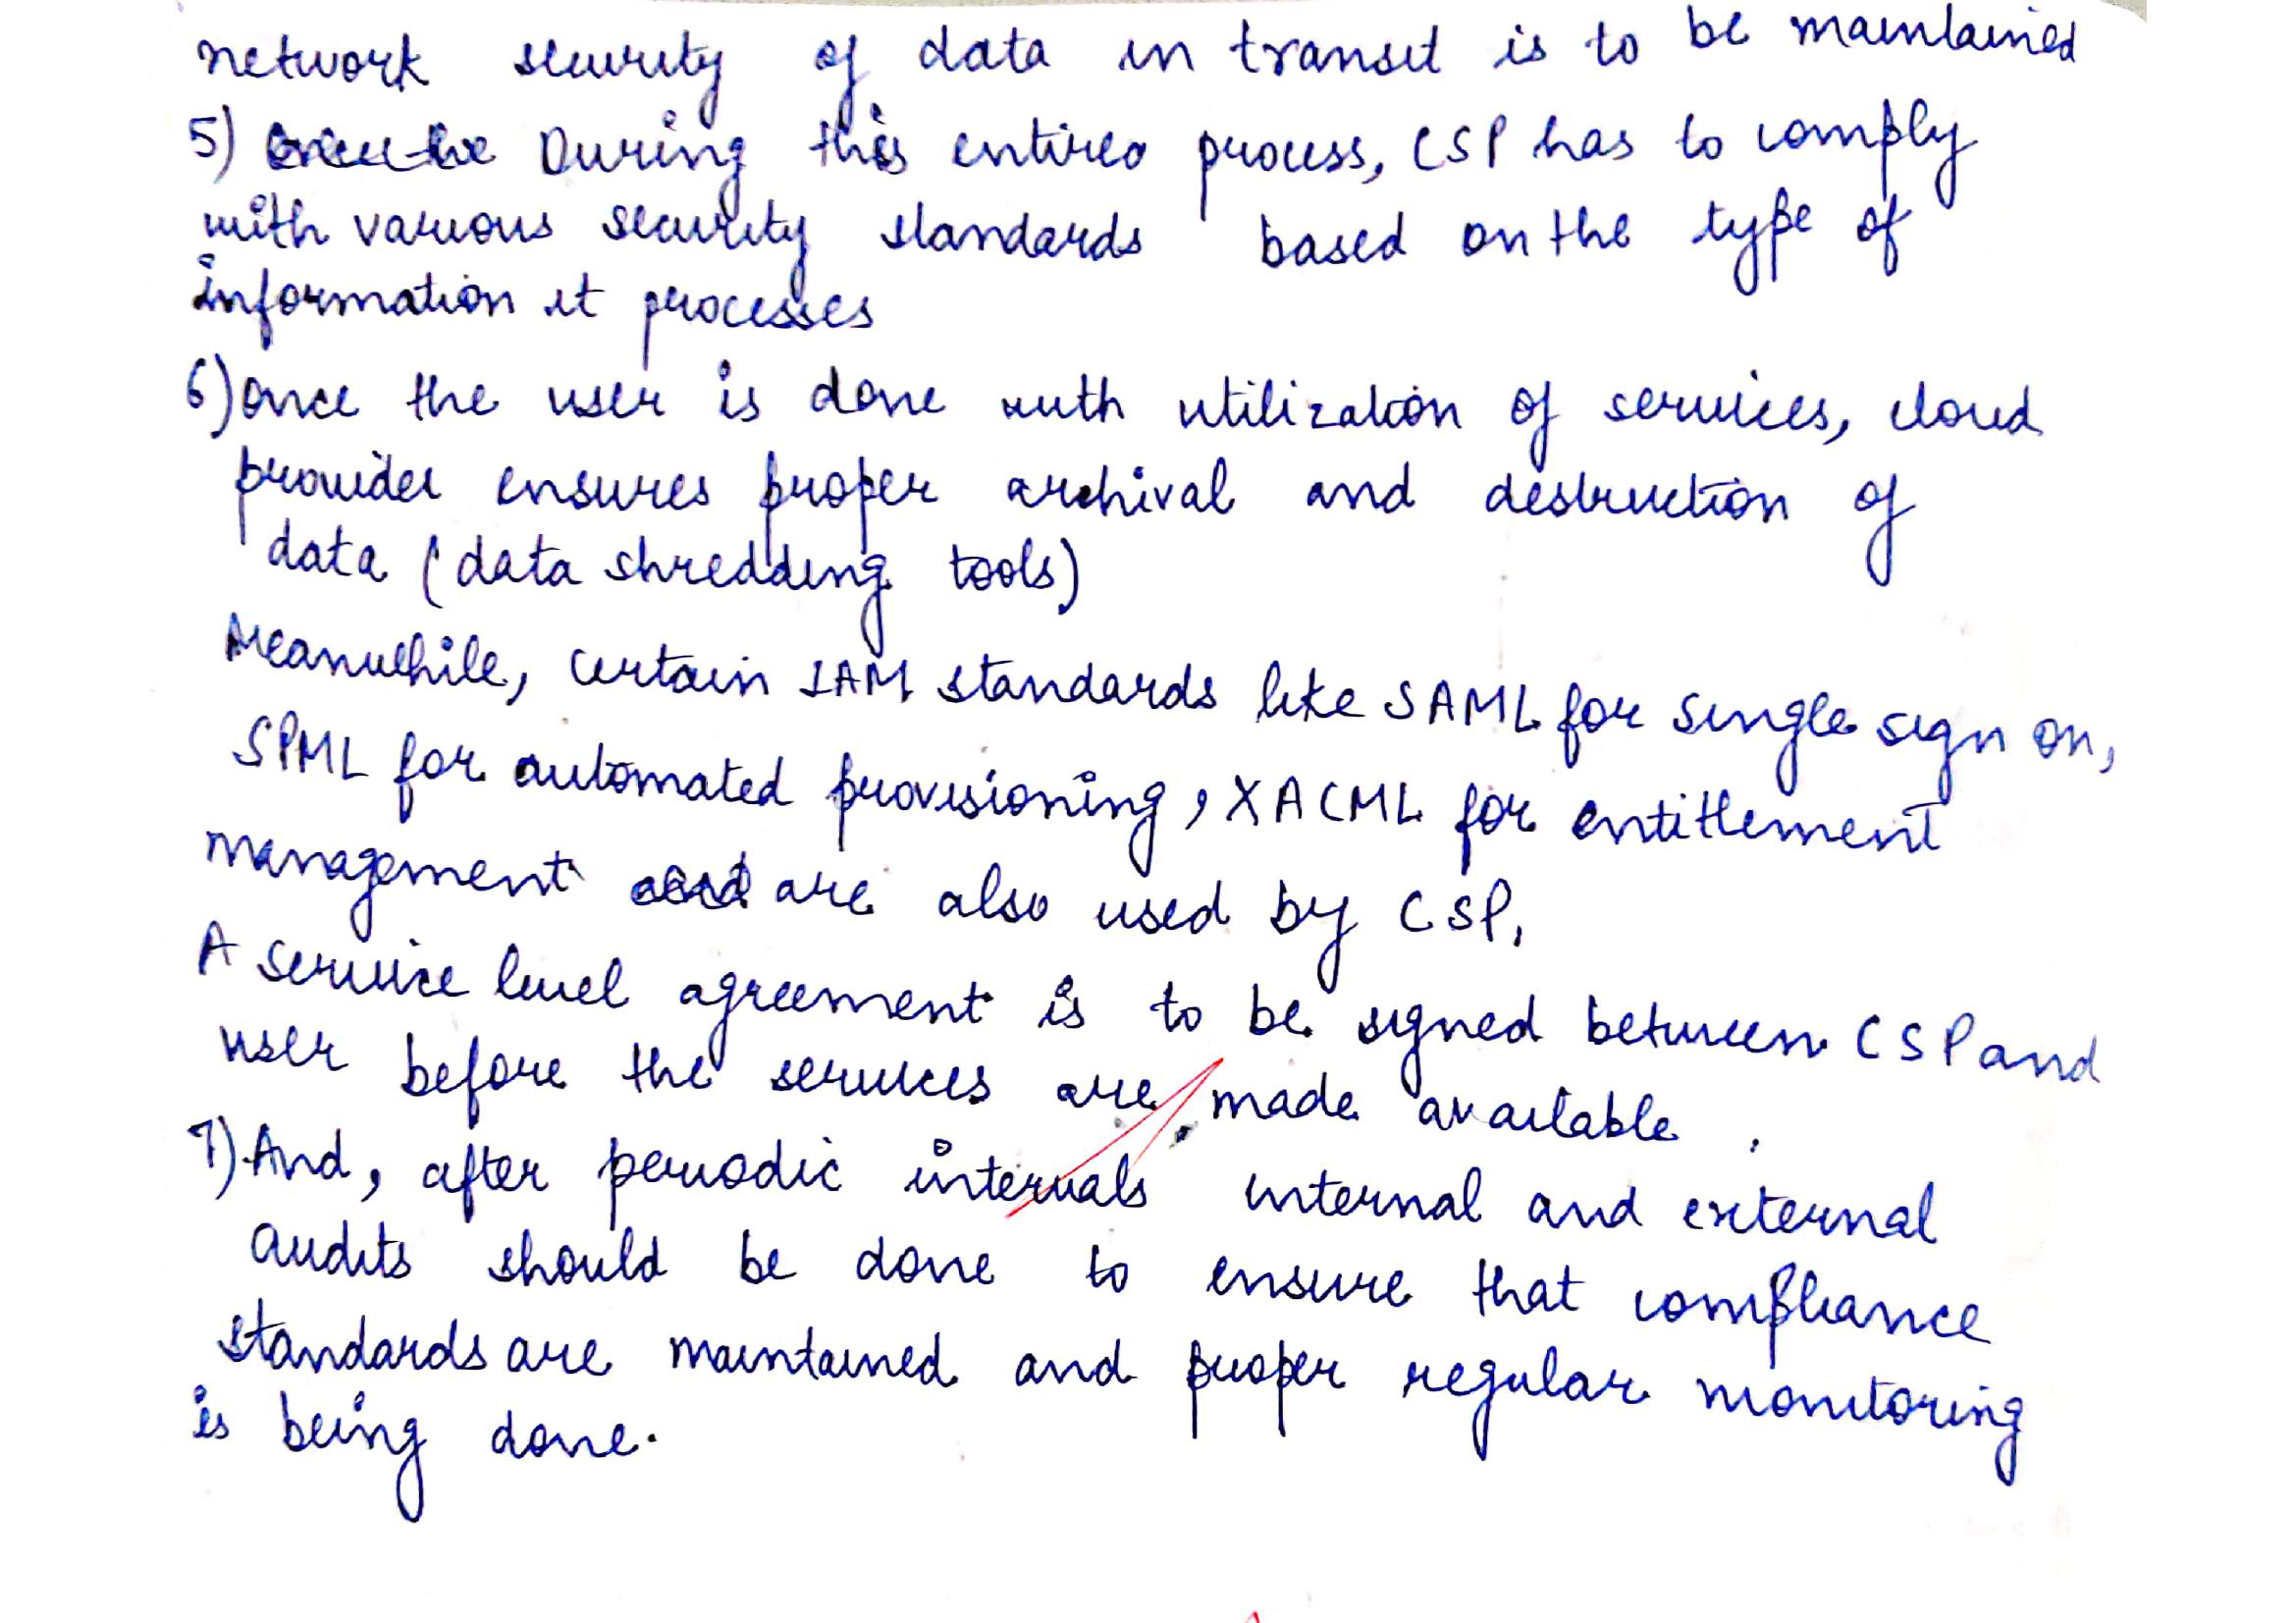 network security of data in transit is to be maintained
5) During this entire process, CSP has to comply
with various security standards based on the type of
information it processes
6) once the user is done with utilization of services, cloud
provider ensures proper archival and destruction of
data (data shredding tools)
Meanwhile, certain IAM standards like SAML for single sign on,
SPML for automated provisioning, XACML for entitlement
management are also used by CSP.
A service level agreement is to be signed between CSP and
user before the services are made available.
7) And, after periodic intervals internal and external
audits should be done to ensure that compliance
standards are maintained and proper regular monitoring
is being done.